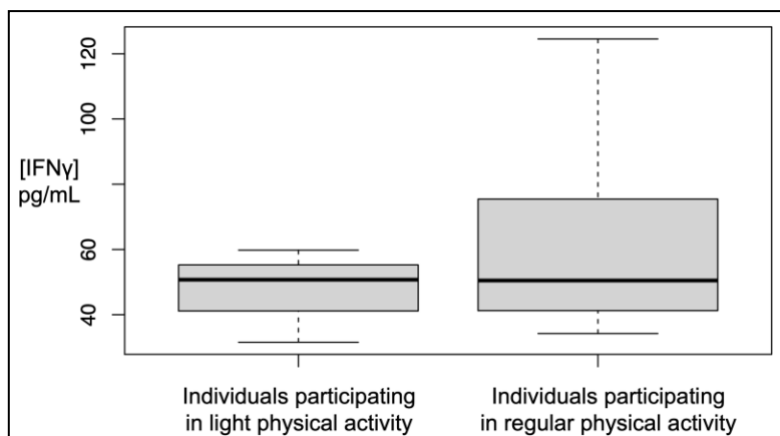 120
100
[IFNγ]
pg/mL
60
40
Individuals participating
in light physical activity
Individuals participating
in regular physical activity